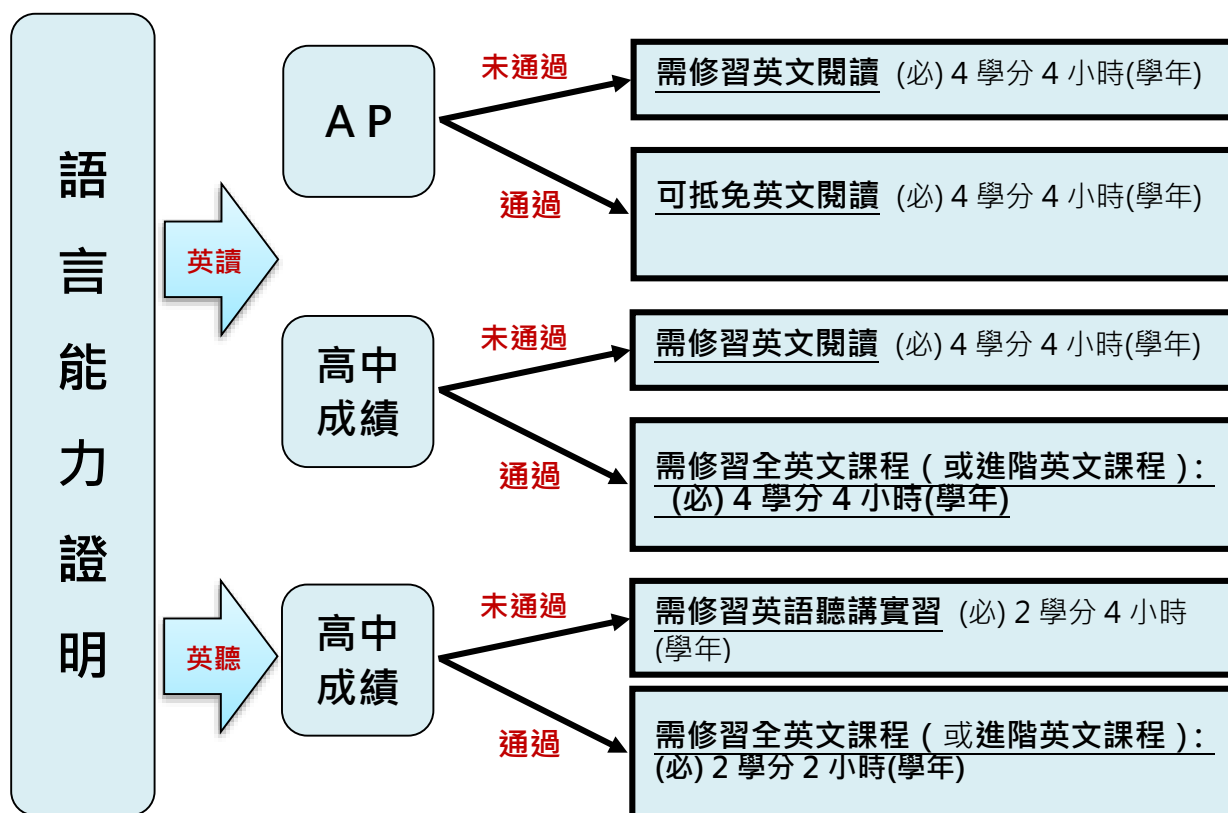 語
言
能
力
證
明
英讀
AP
未通過
需修習英文閱讀 (必) 4 學分 4 小時(學年)
通過
可抵免英文閱讀 (必) 4 學分 4 小時(學年)
高中
成績
未通過
需修習英文閱讀 (必) 4 學分 4 小時(學年)
通過
需修習全英文課程（或進階英文課程）：
(必) 4 學分 4 小時(學年)
英聽
高中
成績
未通過
需修習英語聽講實習 (必) 2 學分 4 小時
(學年)
通過
需修習全英文課程（或進階英文課程）：
(必) 2 學分 2 小時(學年)